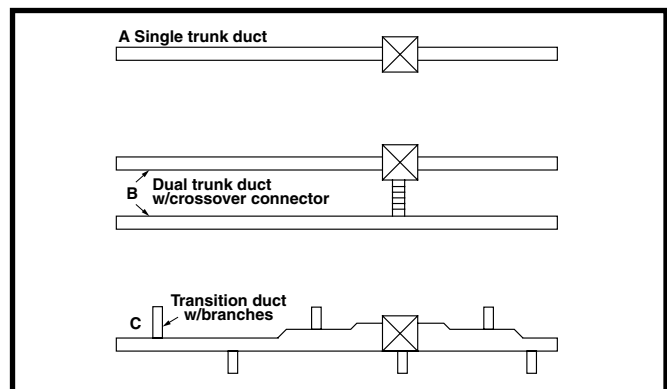 A Single trunk duct
B
Dual trunk duct
w/crossover connector
C
Transition duct
w/branches